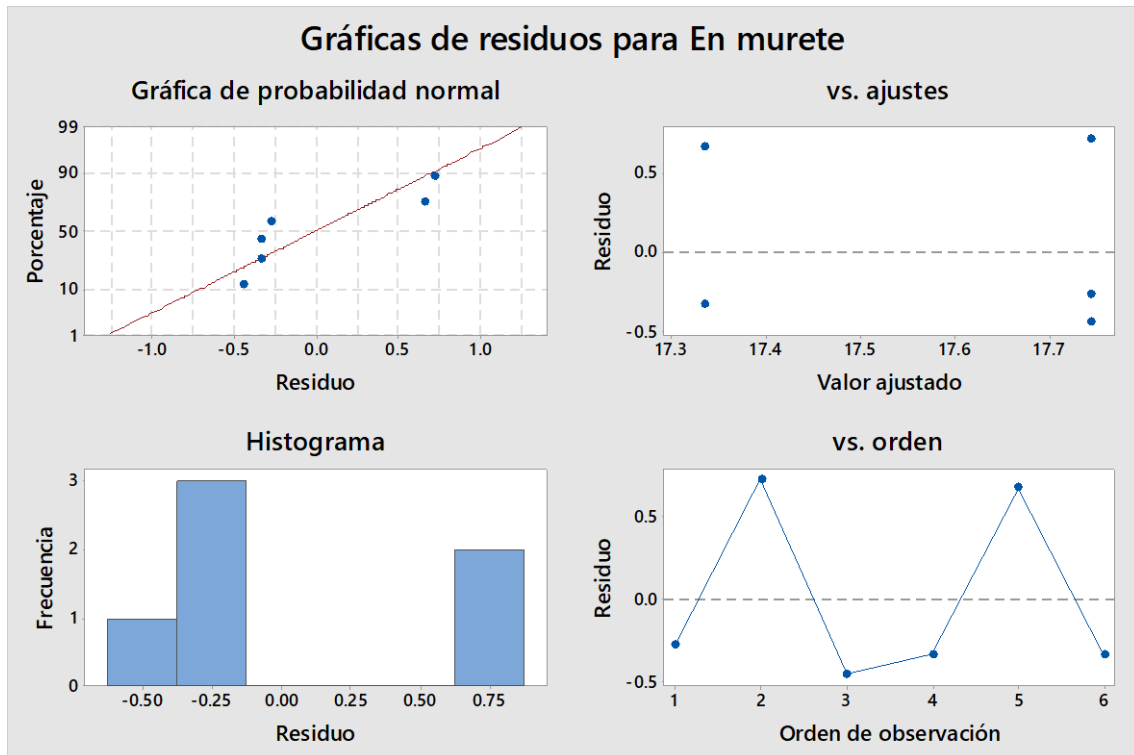 Gráficas de residuos para En murete
Gráfica de probabilidad normal
99
90
50
10
1
Porcentaje
-1.0 -0.5 0.0 0.5 1.0
Residuo
vs. ajustes
0.5
0.0
-0.5
Residuo
17.3 17.4 17.5 17.6 17.7
Valor ajustado
Histograma
3
2
1
0
Frecuencia
-0.50 -0.25 0.00 0.25 0.50 0.75
Residuo
vs. orden
0.5
0.0
-0.5
Residuo
1 2 3 4 5 6
Orden de observación